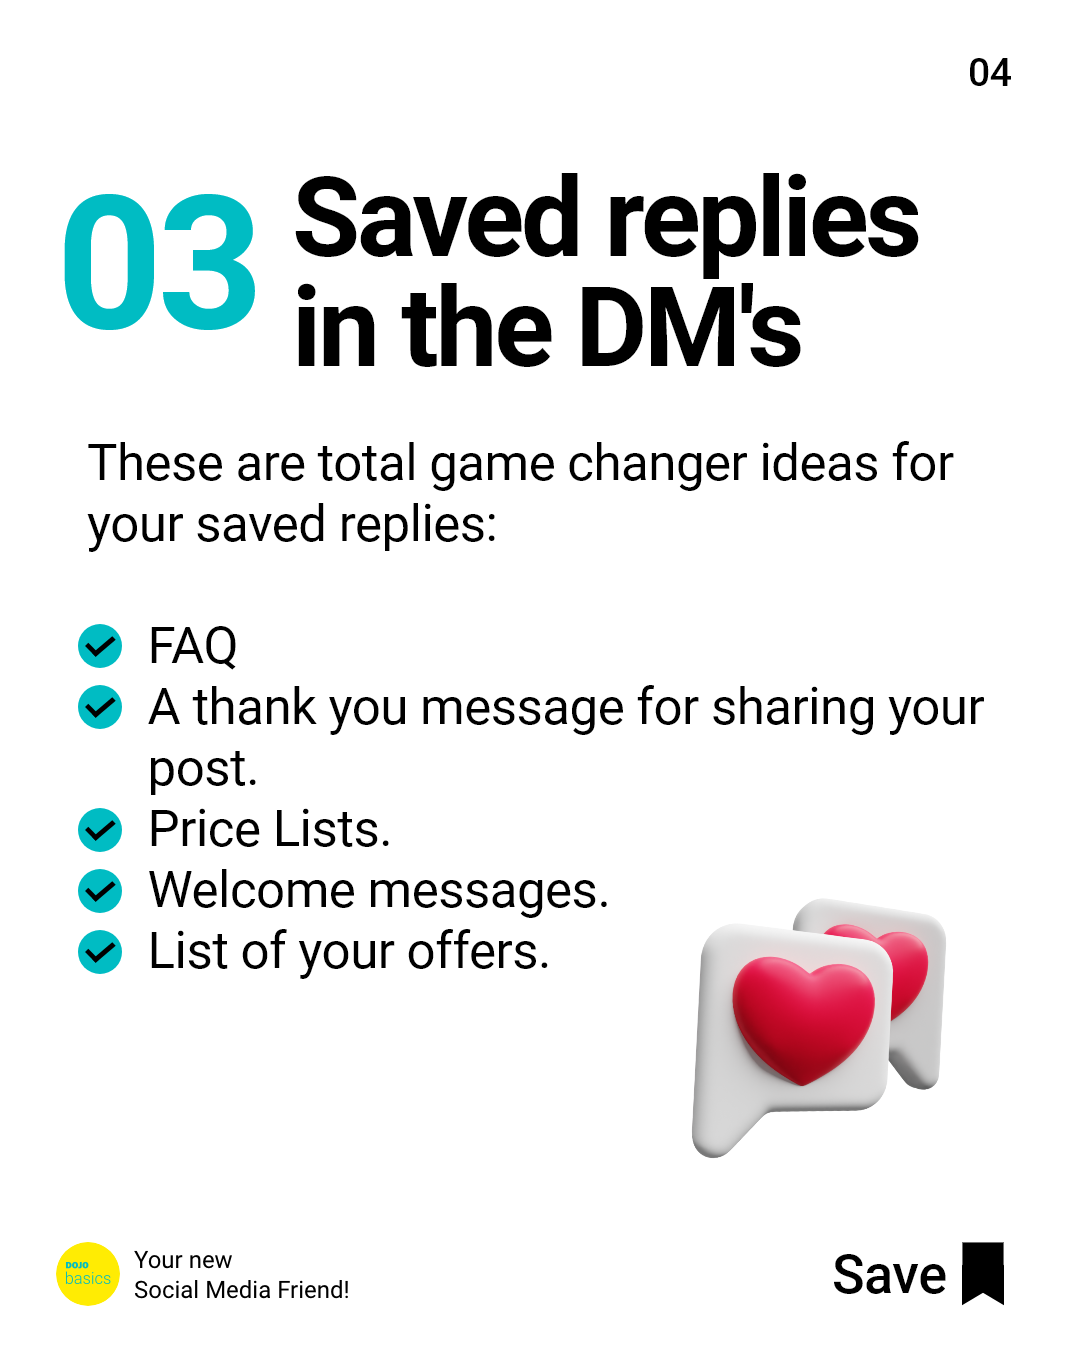 04
03
Saved replies
in the DM's
These are total game changer ideas for
your saved replies:
FAQ
A thank you message for sharing your
post.
Price Lists.
Welcome messages.
List of your offers.
DOJO
basics
Your new
Social Media Friend!
Save